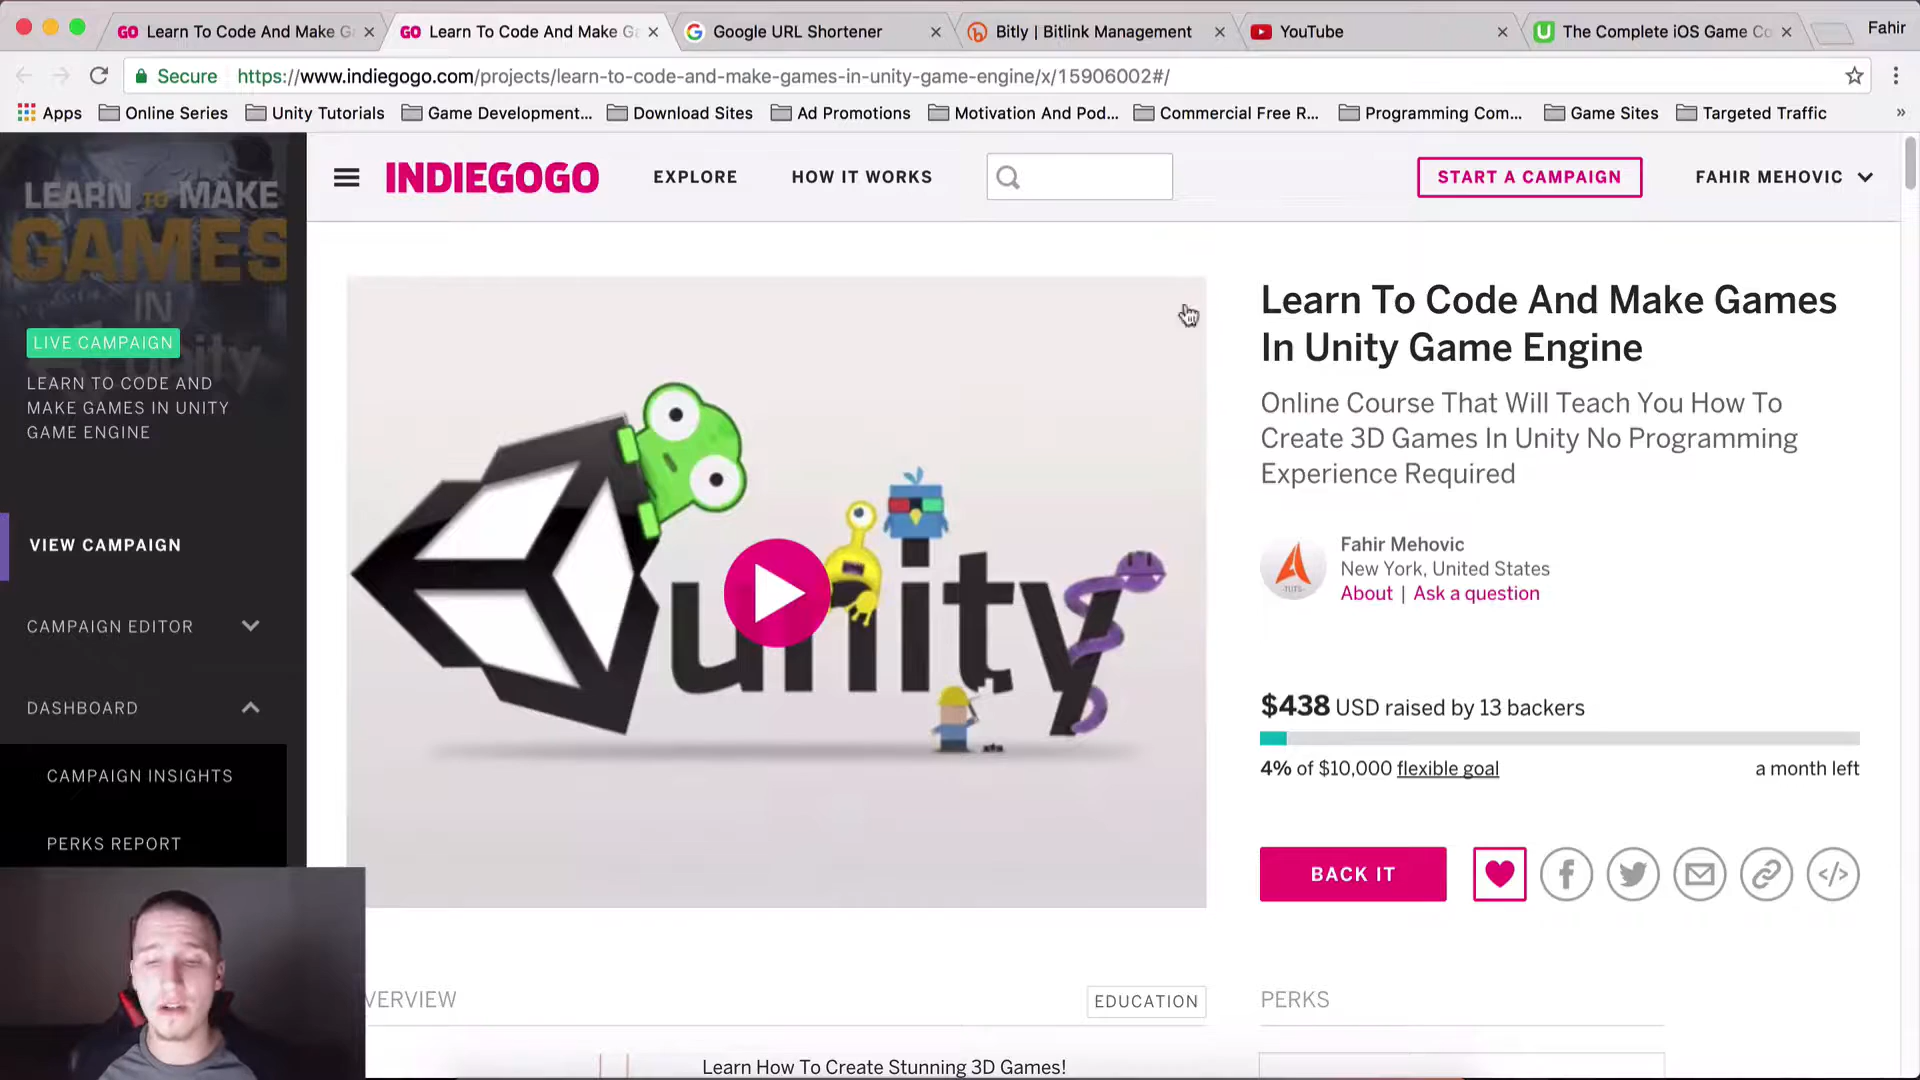 GO Learn To Code And Make G
GO Learn To Code And Make G
Google URL Shortener
Bitly | Bitlink Management
YouTube
The Complete iOS Game Co
Fahir
Secure https://www.indiegogo.com/projects/learn-to-code-and-make-games-in-unity-game-engine/x/15906002#/
Apps Online Series Unity Tutorials Game Development... Download Sites Ad Promotions Motivation And Pod... Commercial Free R... Programming Com... Game Sites Targeted Traffic »
LEARN TO MAKE
GAMES
IN
unity
LIVE CAMPAIGN
LEARN TO CODE AND
MAKE GAMES IN UNITY
GAME ENGINE
VIEW CAMPAIGN
CAMPAIGN EDITOR
DASHBOARD
CAMPAIGN INSIGHTS
PERKS REPORT
INDIEGOGO
EXPLORE
HOW IT WORKS
START A CAMPAIGN
FAHIR MEHOVIC
unity
Learn To Code And Make Games
In Unity Game Engine
Online Course That Will Teach You How To
Create 3D Games In Unity No Programming
Experience Required
Fahir Mehovic
New York, United States
About | Ask a question
$438 USD raised by 13 backers
4% of $10,000 flexible goal
a month left
BACK IT
VERVIEW
EDUCATION
PERKS
Learn How To Create Stunning 3D Games!